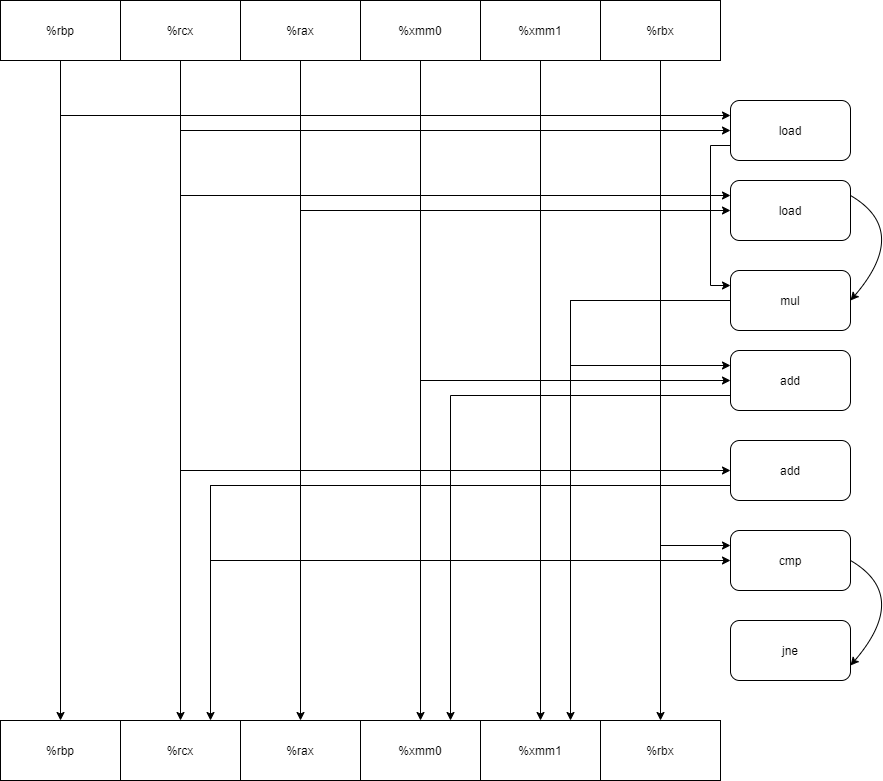 %rbp %rcx %rax %xmm0 %xmm1 %rbx
load
load
mul
add
add
cmp
jne
%rbp %rcx %rax %xmm0 %xmm1 %rbx